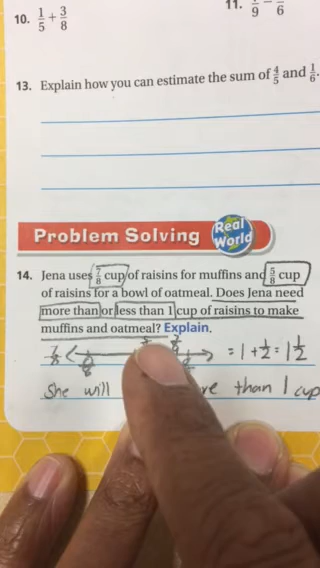 10. 1/5 + 3/8
11. 9 6
13. Explain how you can estimate the sum of 4/5 and 1/6.
Problem Solving Real World
14. Jena uses 7/8 cup of raisins for muffins and 5/8 cup
of raisins for a bowl of oatmeal. Does Jena need
more than or less than 1 cup of raisins to make
muffins and oatmeal? Explain.
= 1 + 1/2 = 1 1/2
She will re than 1 cup